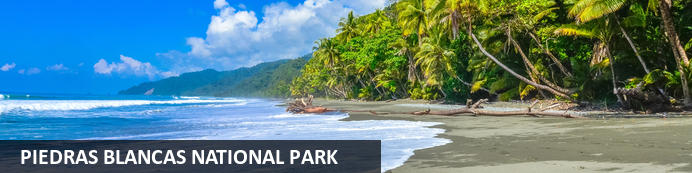 PIEDRAS BLANCAS NATIONAL PARK